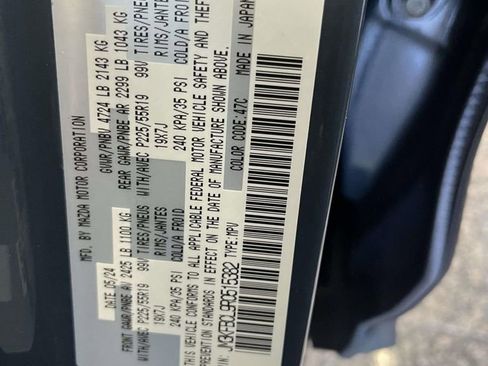 MFD. BY MAZDA MOTOR CORPORATION
DATE: 05/24 GVWR/PNBV 4724 LB 2143 KG
FRONT GAWR/PNBE AV 2425 LB 1100 KG REAR GAWR/PNBE AR 2299 LB 1043 KG
WITH/AVEC P225/55R19 99V TIRES/PNEUS WITH/AVEC P225/55R19 99V TIRES/PNEU
19X7J RIMS/JANTES 19X7J RIMS/JANTE
240 KPA/35 PSI COLD/A FROID 240 KPA/35 PSI COLD/A FROID
THIS VEHICLE CONFORMS TO ALL APPLICABLE FEDERAL MOTOR VEHICLE SAFETY AND THEFT
PREVENTION STANDARDS IN EFFECT ON THE DATE OF MANUFACTURE SHOWN ABOVE.
TYPE: MPV COLOR CODE: 47C MADE IN JAPAN